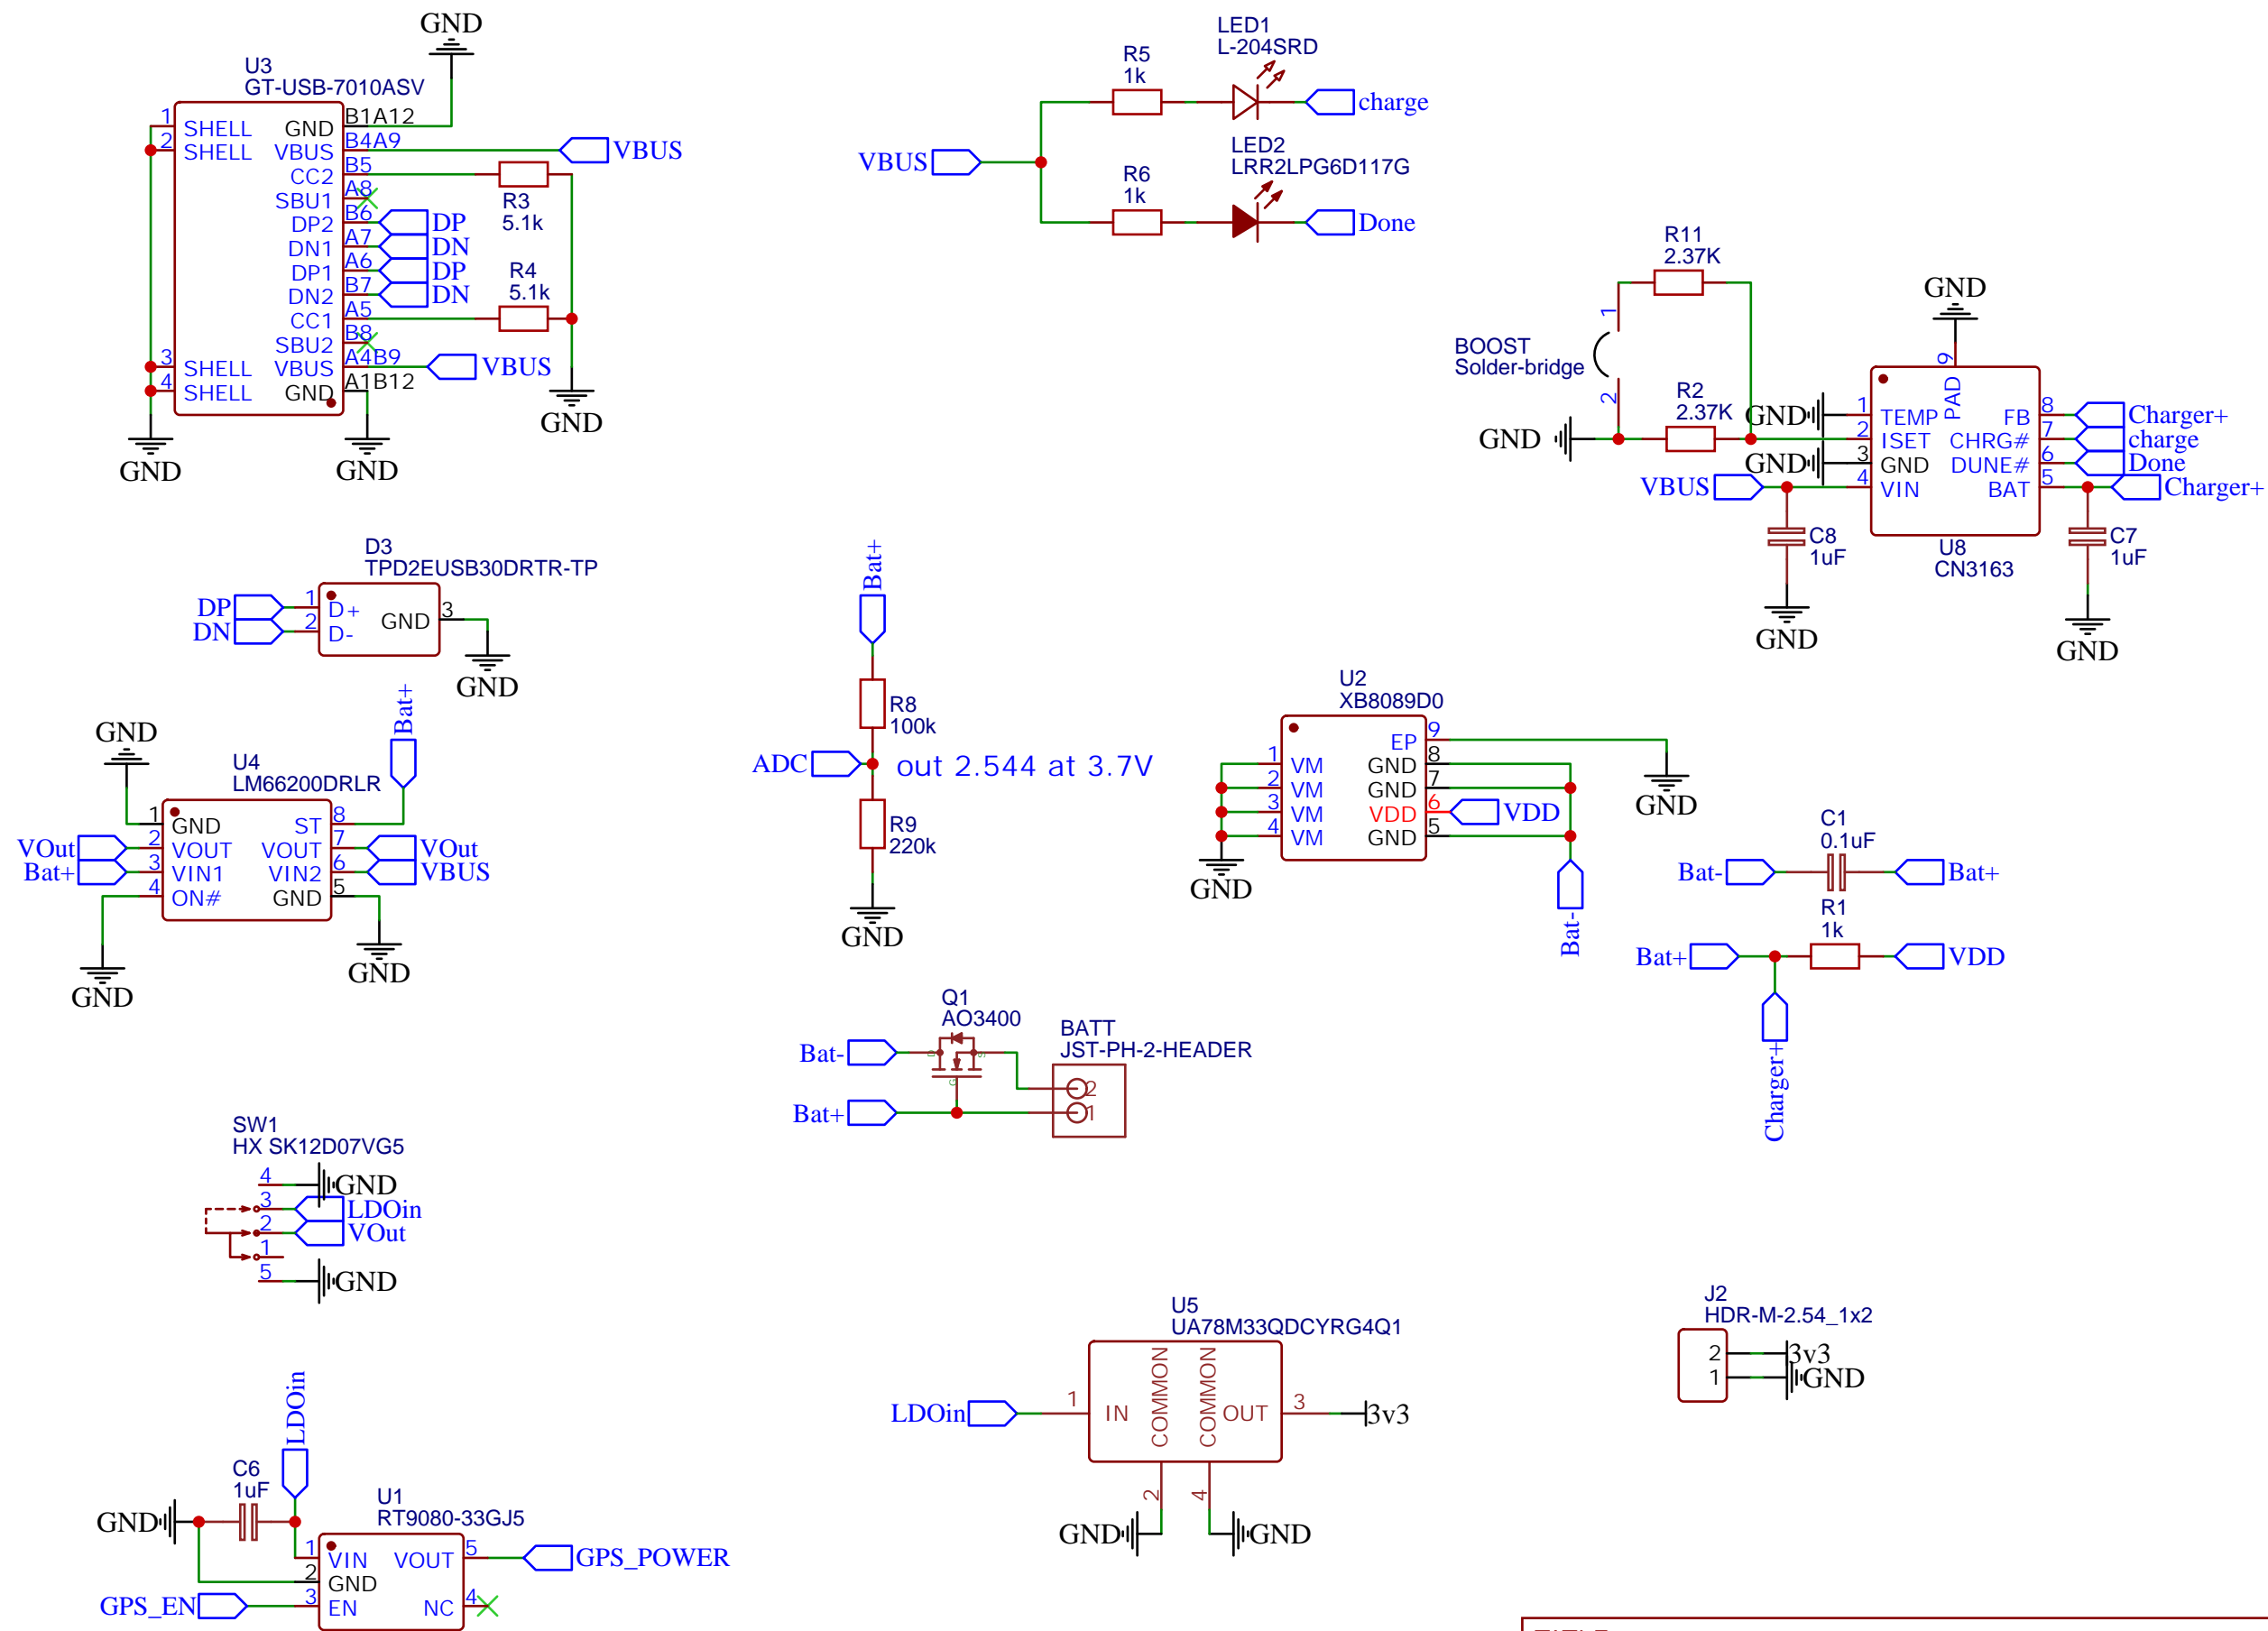 GND
U3
GT-USB-7010ASV
1 SHELL GND B1A12
2 SHELL VBUS B4A9 VBUS
CC2 B5
SBU1 A8
R3
5.1k
DP2 B6 DP
DN1 A7 DN
DP1 A6 DP
DN2 B7 DN
R4
5.1k
CC1 A5
SBU2 B8
3 SHELL VBUS A4B9 VBUS
4 SHELL GND A1B12
GND
GND
GND
LED1
L-204SRD
R5
1k
charge
VBUS
LED2
LRR2LPG6D117G
R6
1k
Done
R11
2.37K
BOOST
Solder-bridge
1
2
R2
2.37K
GND
GND
9
PAD
GND 1 TEMP FB 8 Charger+
2 ISET CHRG# 7 charge
GND 3 GND DUNE# 6 Done
VBUS 4 VIN BAT 5 Charger+
C8
1uF
GND
U8
CN3163
C7
1uF
GND
D3
TPD2EUSB30DRTR-TP
DP 1 D+
DN 2 D-
GND 3
GND
Bat+
R8
100k
ADC
out 2.544 at 3.7V
R9
220k
GND
GND
Bat+
U4
LM66200DRLR
1 GND ST 8
VOut 2 VOUT VOUT 7 VOut
Bat+ 3 VIN1 VIN2 6 VBUS
4 ON# GND 5
GND
GND
U2
XB8089D0
EP 9
1 VM GND 8
2 VM GND 7
3 VM VDD 6 VDD
4 VM GND 5
GND
GND
Bat-
C1
0.1uF
Bat- Bat+
R1
1k
Bat+ VDD
Charger+
Q1
AO3400
BATT
JST-PH-2-HEADER
Bat-
D
S
G
2
Bat+
1
SW1
HX SK12D07VG5
4 GND
3 LDOin
2 VOut
1
5 GND
U5
UA78M33QDCYRG4Q1
LDOin 1 IN COMMON COMMON OUT 3 3v3
2
4
GND
GND
J2
HDR-M-2.54_1x2
2 3v3
1 GND
LDOin
C6
1uF
GND
U1
RT9080-33GJ5
1 VIN VOUT 5 GPS_POWER
2 GND
GPS_EN 3 EN NC 4